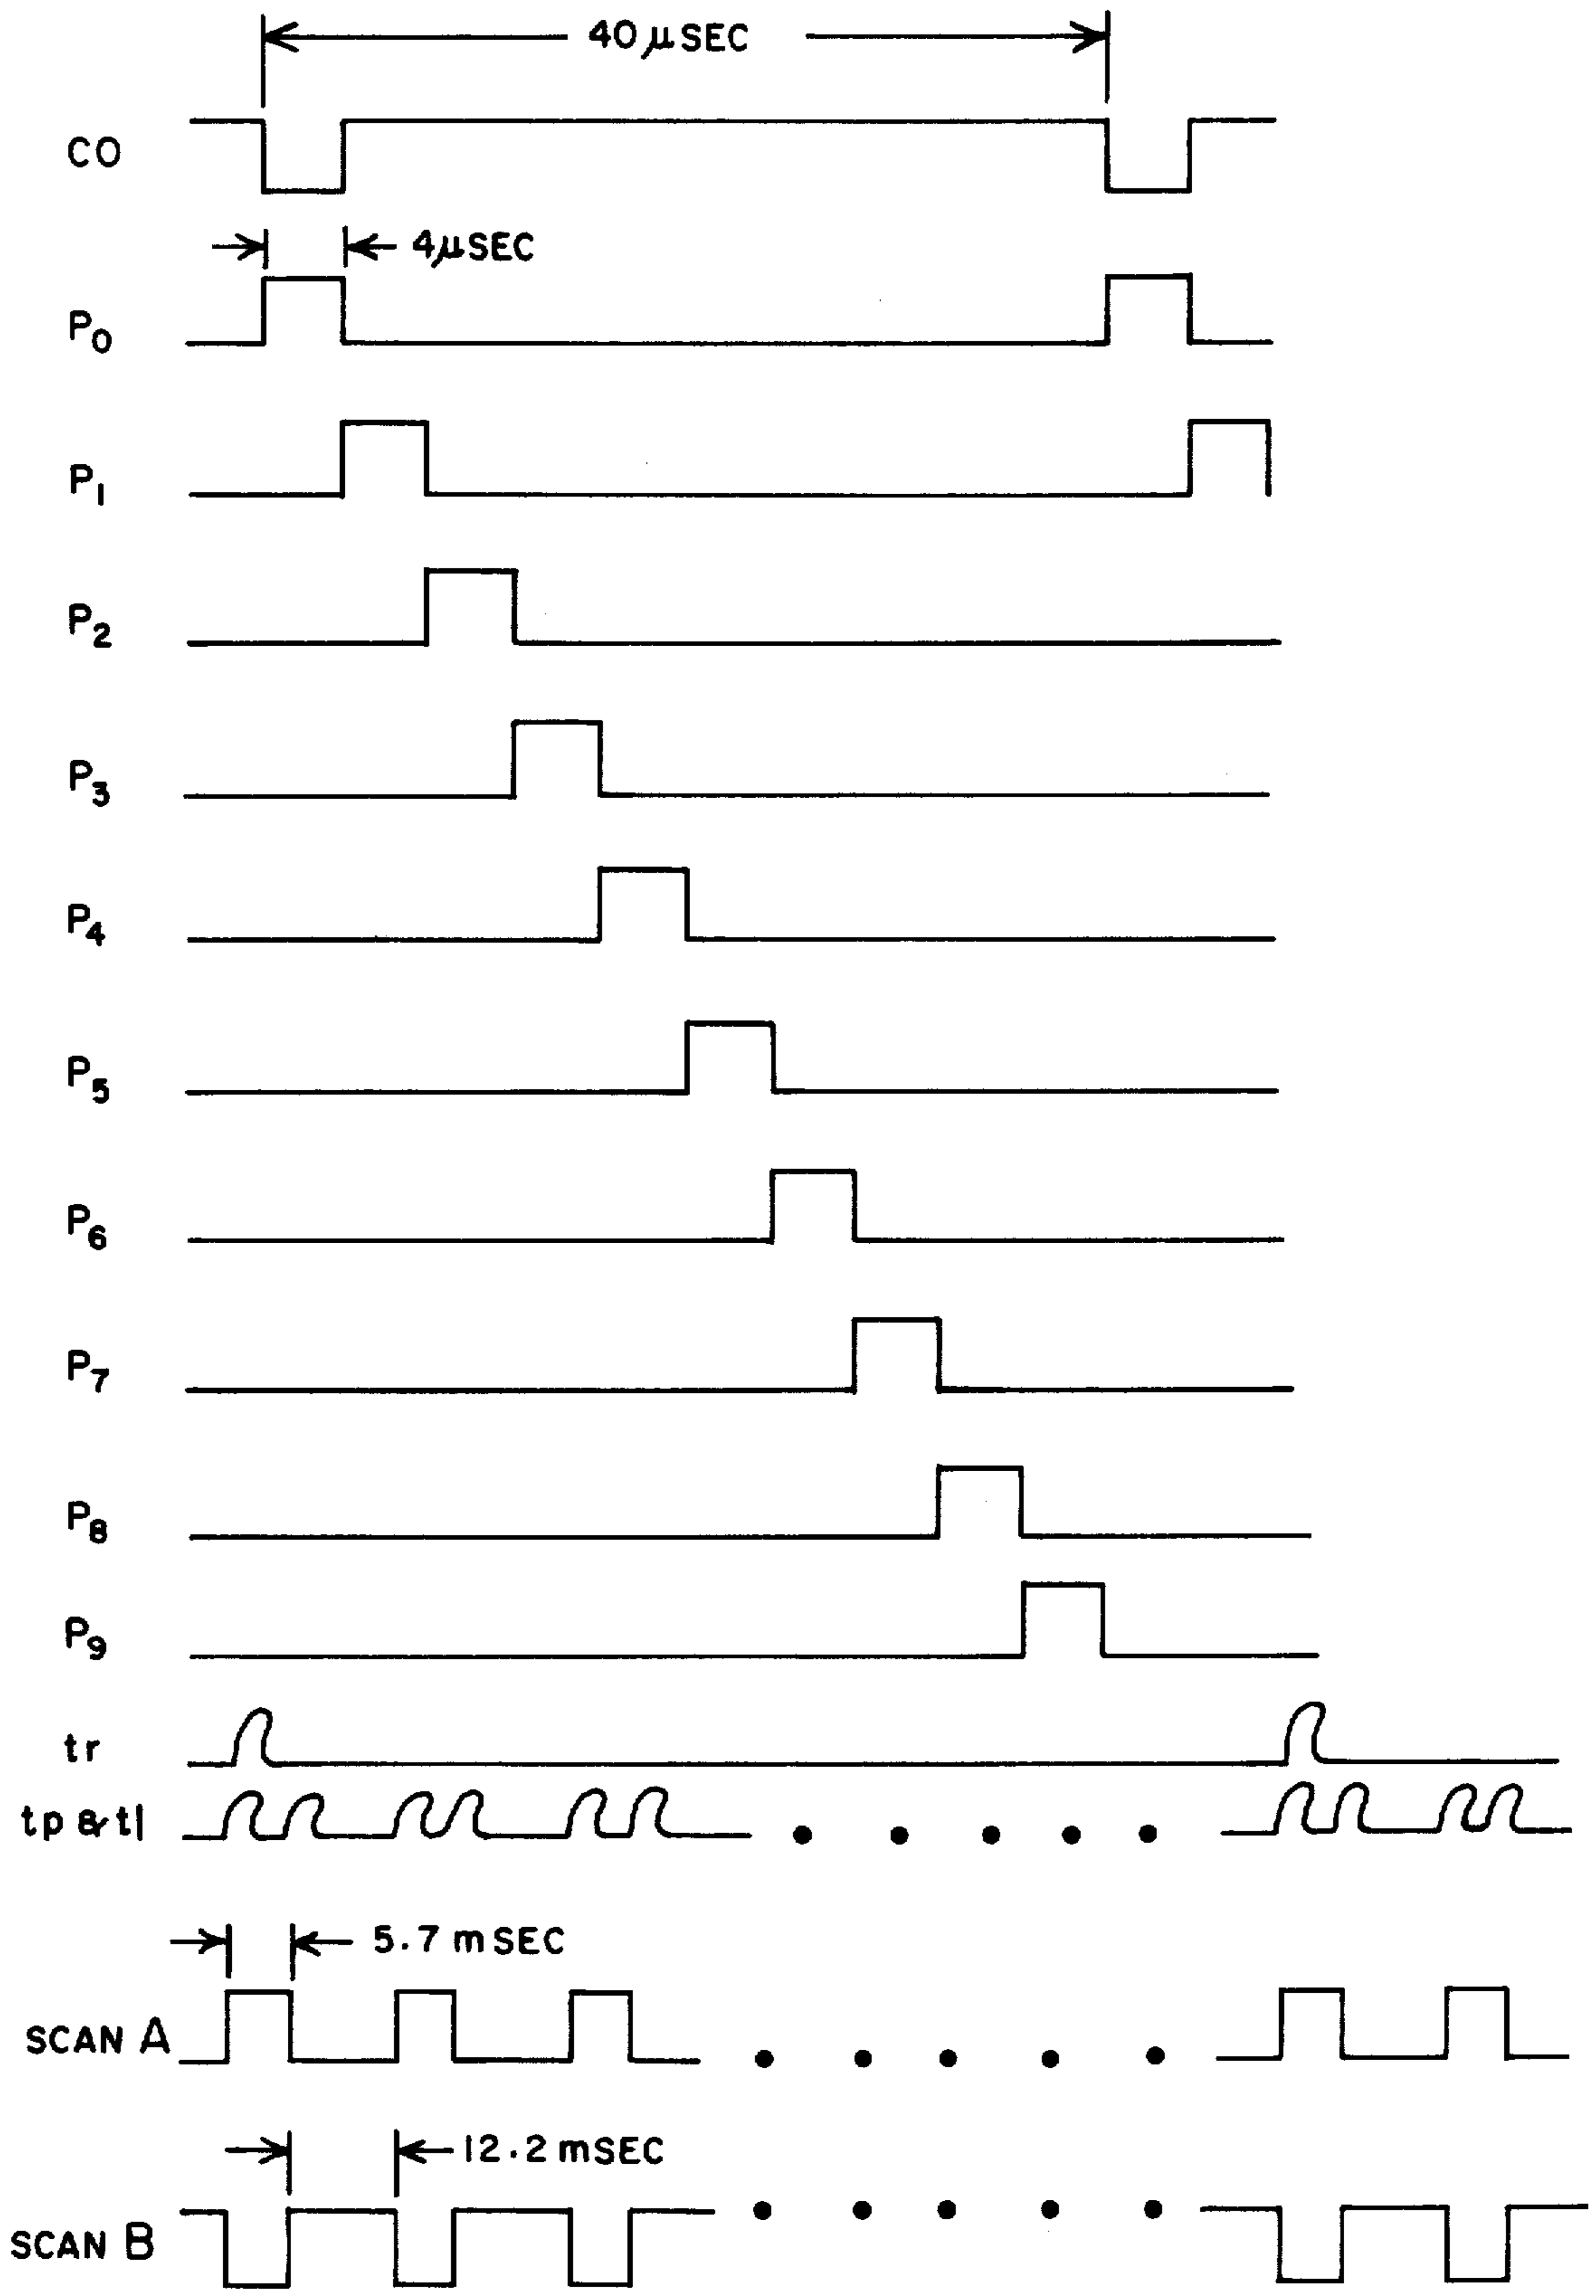 40 μSEC
CO
4μSEC
P0
P1
P2
P3
P4
P5
P6
P7
P8
P9
tr
tp & tl
5.7 mSEC
SCAN A
12.2 mSEC
SCAN B